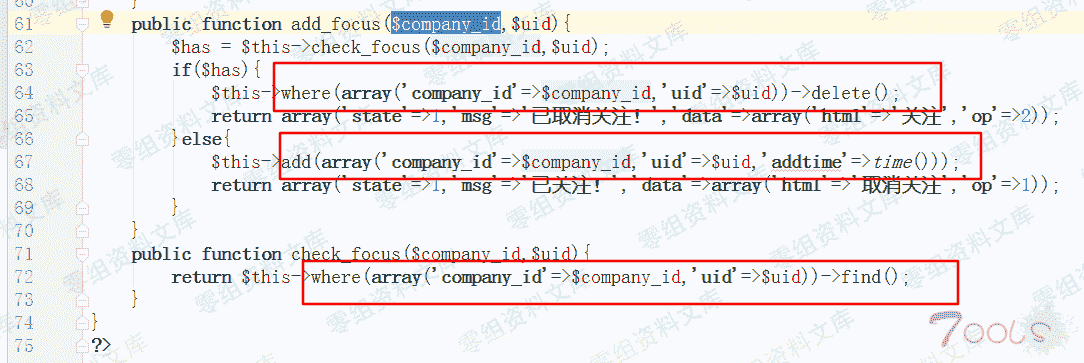 60 }
61 public function add_focus($company_id,$uid){
62 $has = $this->check_focus($company_id,$uid);
63 if($has){
64 $this->where(array('company_id'=>$company_id,'uid'=>$uid))->delete();
65 return array('state'=>1,'msg'=>'已取消关注!','data'=>array('html'=>'关注','op'=>2));
66 }else{
67 $this->add(array('company_id'=>$company_id,'uid'=>$uid,'addtime'=>time()));
68 return array('state'=>1,'msg'=>'已关注!','data'=>array('html'=>'取消关注','op'=>1));
69 }
70 }
71 public function check_focus($company_id,$uid){
72 return $this->where(array('company_id'=>$company_id,'uid'=>$uid))->find();
73 }
74 }
75 ?>
零组资料文库
7OOLS